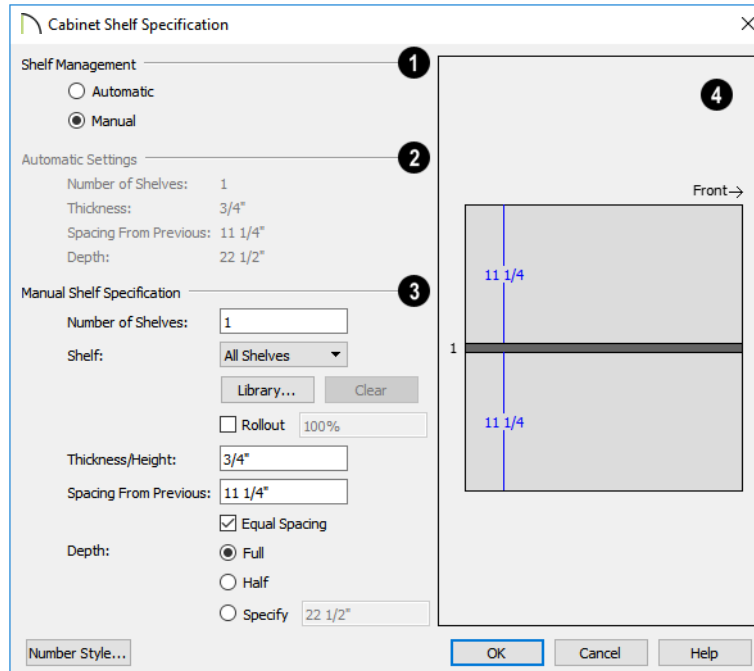 Cabinet Shelf Specification
Shelf Management 1
Automatic
Manual
Automatic Settings 2
Number of Shelves: 1
Thickness: 3/4"
Spacing From Previous: 11 1/4"
Depth: 22 1/2"
Manual Shelf Specification 3
Number of Shelves: 1
Shelf: All Shelves
Library... Clear
Rollout 100%
Thickness/Height: 3/4"
Spacing From Previous: 11 1/4"
Equal Spacing
Depth: Full
Half
Specify 22 1/2"
4
Front→
11 1/4
1
11 1/4
Number Style... OK Cancel Help